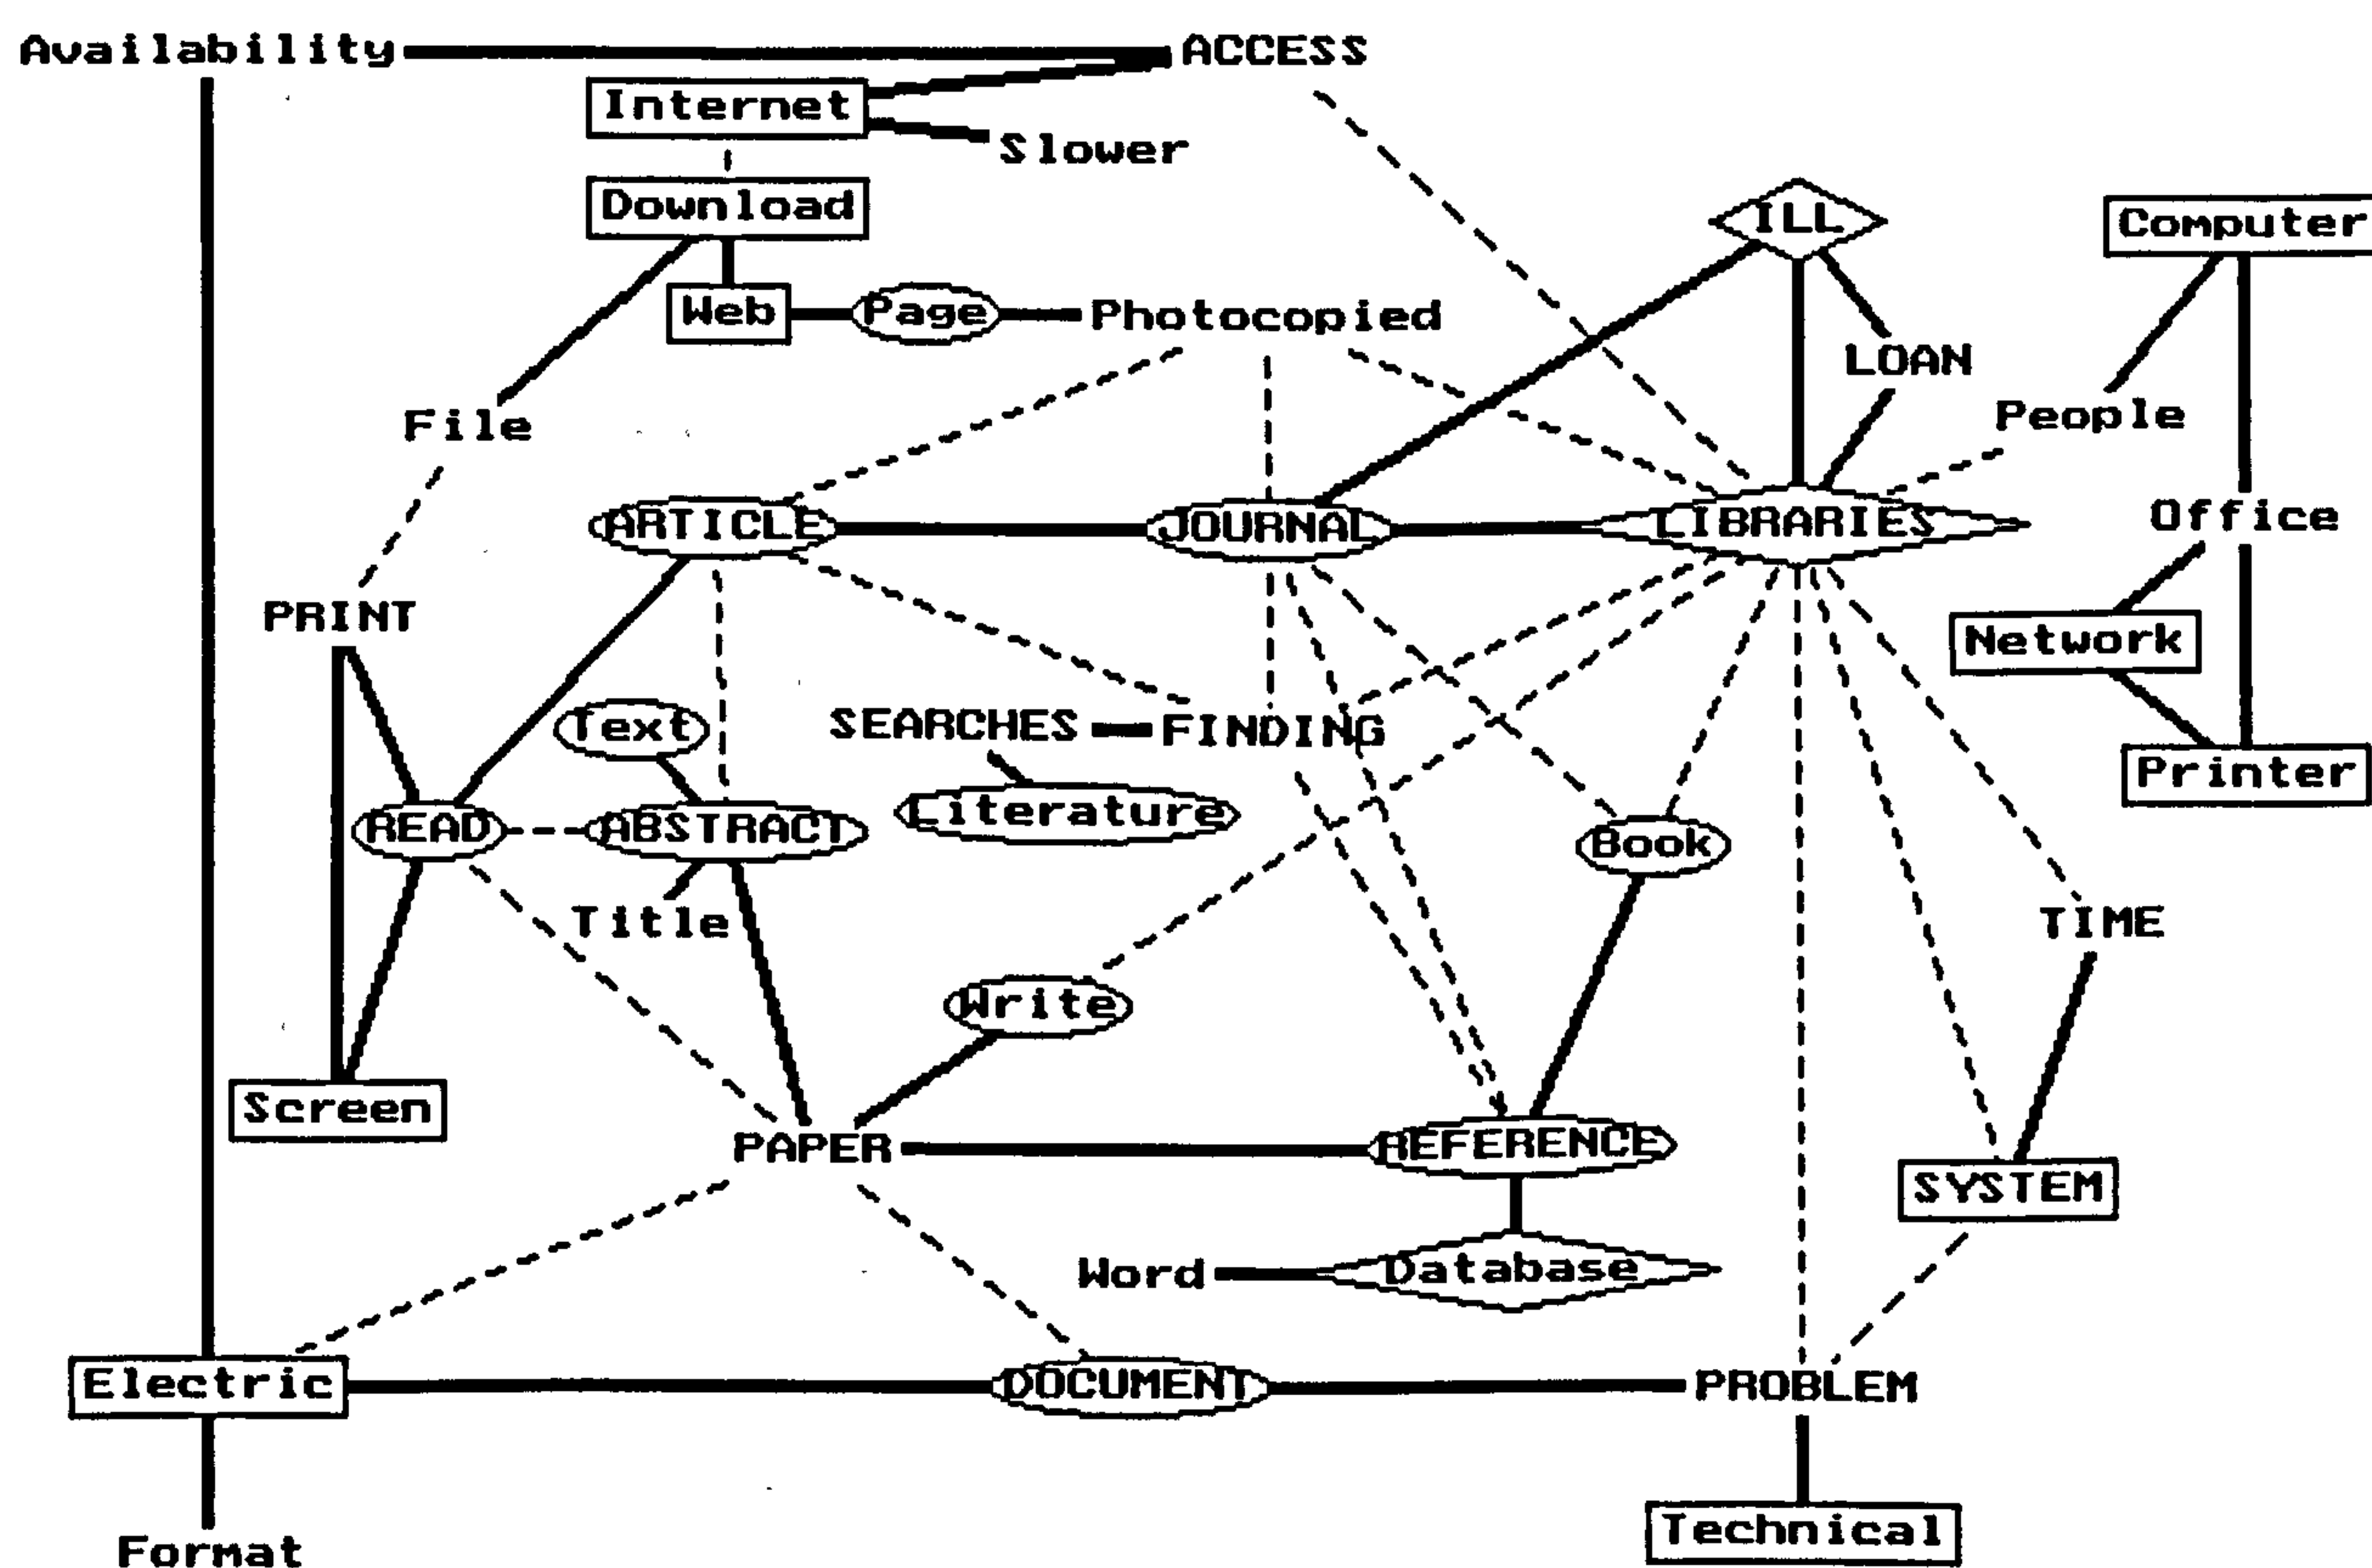 Availability
ACCESS
Internet
Slower
Download
ILL
Computer
Web
Page
Photocopied
LOAN
People
File
ARTICLE
JOURNAL
LIBRARIES
Office
PRINT
Network
Text
SEARCHES
FINDING
Printer
Literature
READ
ABSTRACT
Book
Title
TIME
Write
Screen
PAPER
REFERENCE
SYSTEM
Word
Database
Electric
DOCUMENT
PROBLEM
Technical
Format